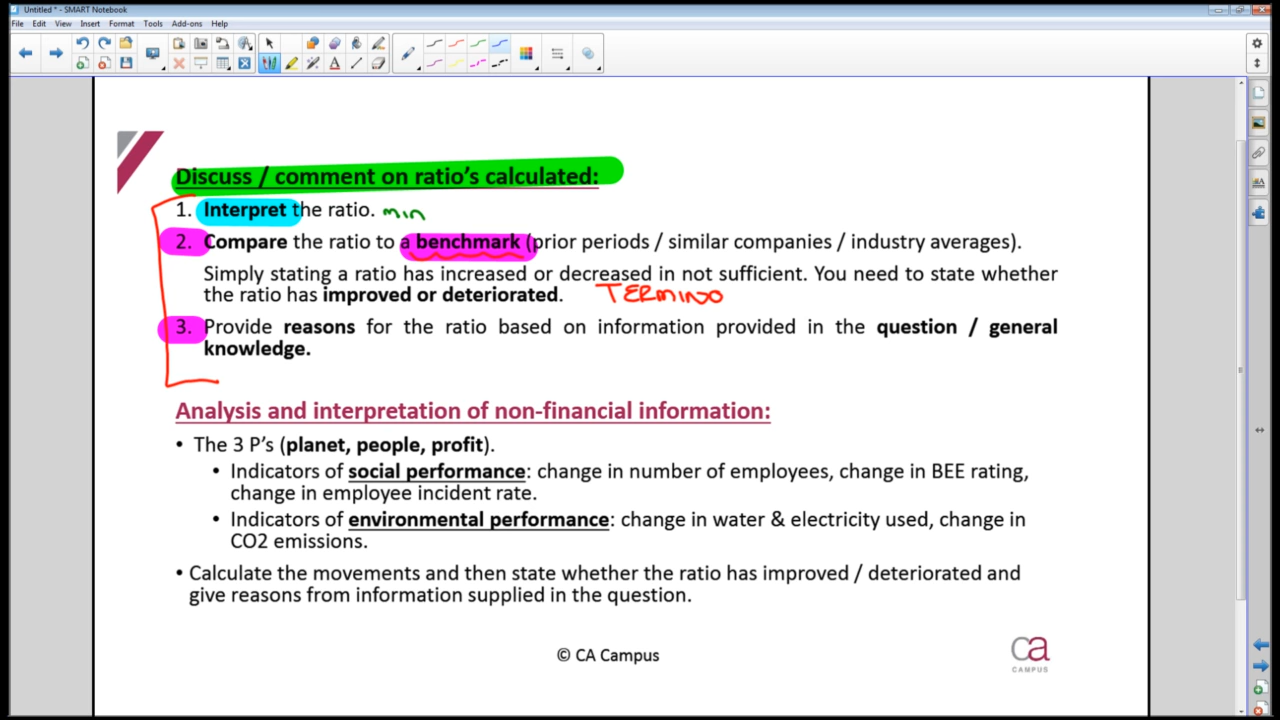 Untitled * - SMART Notebook
File Edit View Insert Format Tools Add-ons Help
Discuss / comment on ratio's calculated:
1. Interpret the ratio. min
2. Compare the ratio to a benchmark (prior periods / similar companies / industry averages).
Simply stating a ratio has increased or decreased in not sufficient. You need to state whether
the ratio has improved or deteriorated. TERMINO
3. Provide reasons for the ratio based on information provided in the question / general
knowledge.
Analysis and interpretation of non-financial information:
• The 3 P's (planet, people, profit).
• Indicators of social performance: change in number of employees, change in BEE rating,
change in employee incident rate.
• Indicators of environmental performance: change in water & electricity used, change in
CO2 emissions.
• Calculate the movements and then state whether the ratio has improved / deteriorated and
give reasons from information supplied in the question.
© CA Campus
ca
CAMPUS